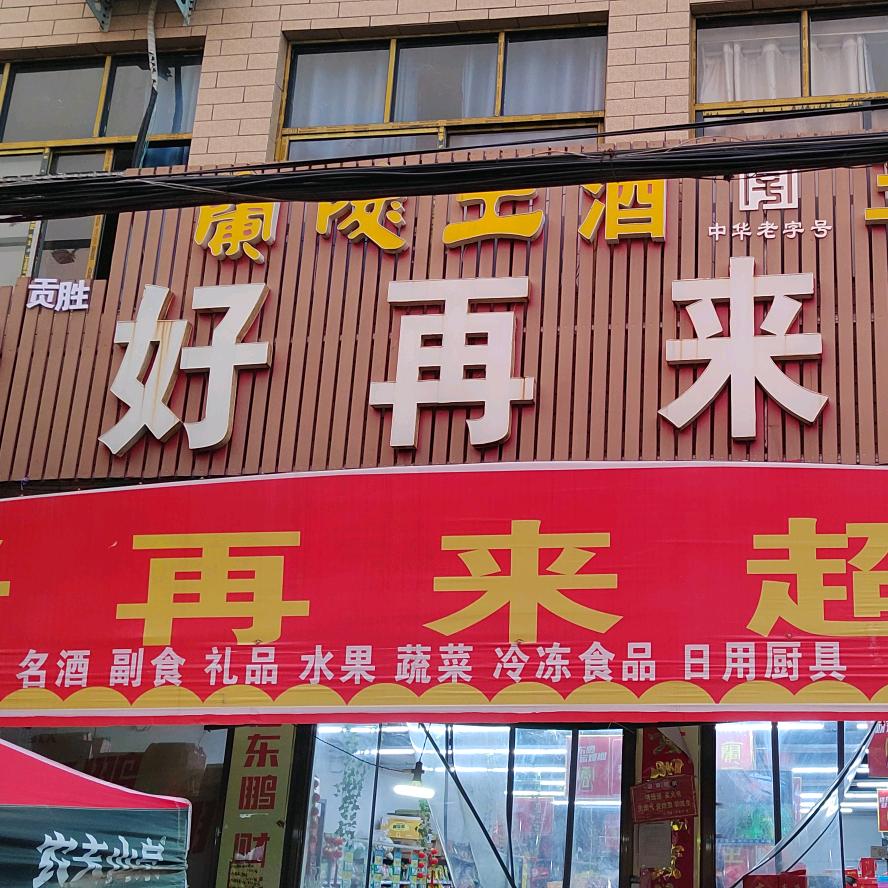 蘭陵王酒
中华老字号
贡胜
好再来
再来超
名酒 副食 礼品 水果 蔬菜 冷冻食品 日用厨具
东鹏